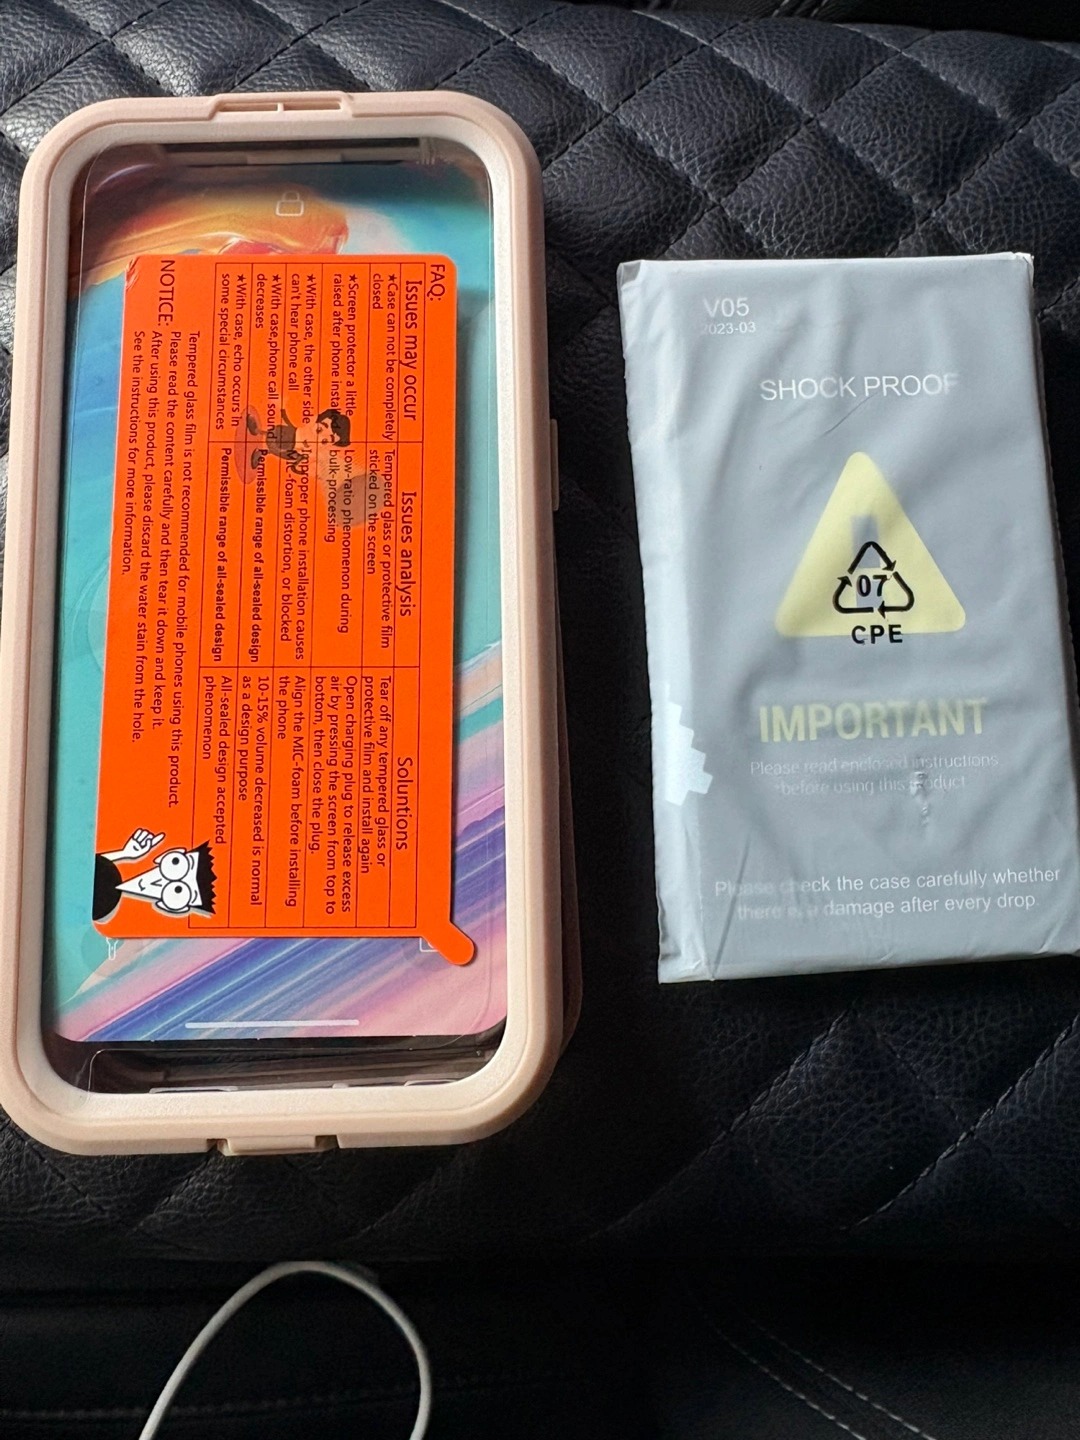 FAQ:
Issues may occur
Issues analysis
Soluntions
★Case can not be completely
closed
Tempered glass or protective film
sticked on the screen
Tear off any tempered glass or
protective film and install again
★Screen protector a little
raised after phone install
Low-ratio phenomenon during
bulk-processing
Open charging plug to release excess
air by pressing the screen from top to
bottom, then close the plug.
★With case, the other side
can't hear phone call
Improper phone installation causes
MIC-foam distortion, or blocked
Align the MIC-foam before installing
the phone
★With case,phone call sound
decreases
Permissible range of all-sealed design
10-15% volume decreased is normal
as a design purpose
★With case, echo occurs in
some special circumstances
Permissible range of all-sealed design
All-sealed design accepted
phenomenon
NOTICE:
Tempered glass film is not recommended for mobile phones using this product.
Please read the content carefully and then tear it down and keep it.
After using this product, please discard the water stain from the hole.
See the instructions for more information.
V05
2023-03
SHOCK PROOF
07
CPE
IMPORTANT
Please read enclosed instructions
before using this product
Please check the case carefully whether
there is a damage after every drop.